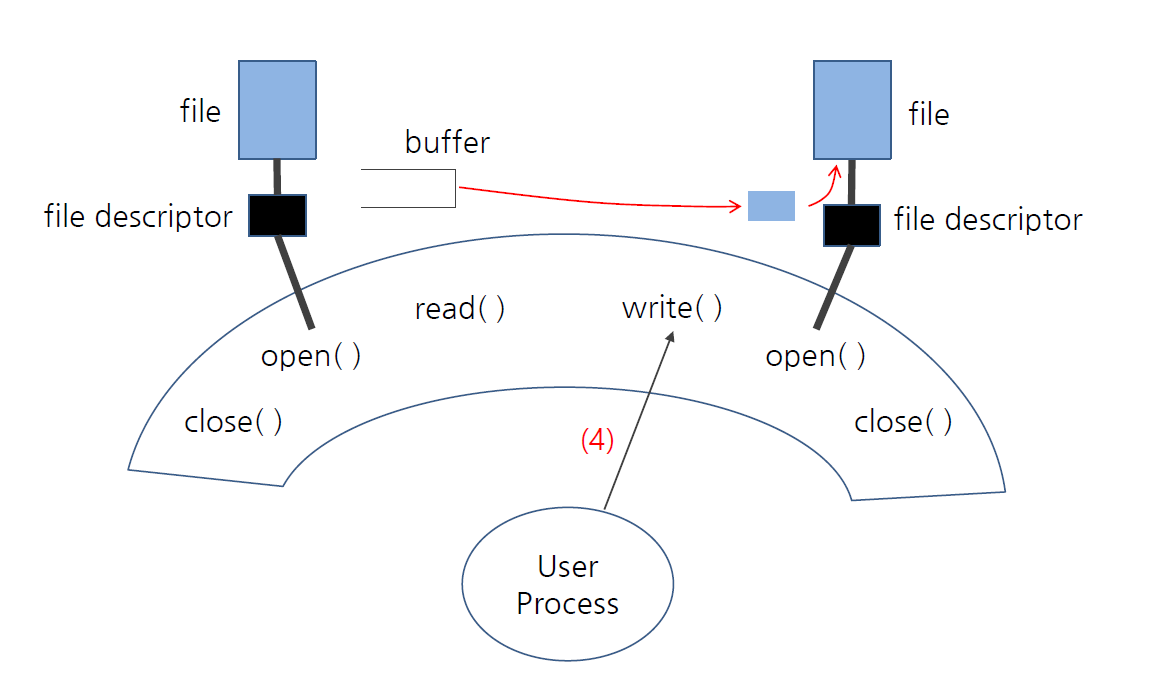 file
buffer
file
file descriptor
file descriptor
read( )
write( )
open( )
open( )
close( )
close( )
(4)
User
Process